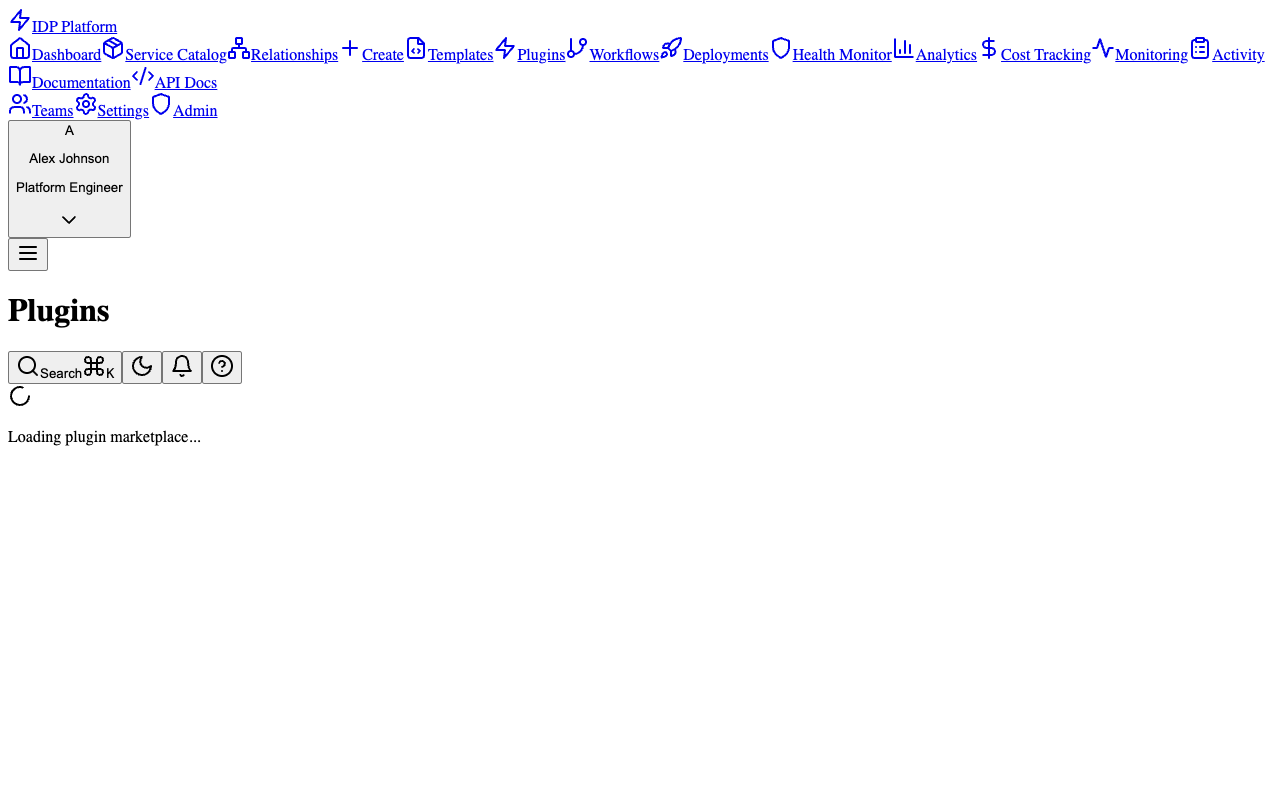 IDP Platform
Dashboard Service Catalog Relationships Create Templates Plugins Workflows Deployments Health Monitor Analytics Cost Tracking Monitoring Activity
Documentation API Docs
Teams Settings Admin
A
Alex Johnson
Platform Engineer
Plugins
Search ⌘ K
Loading plugin marketplace...